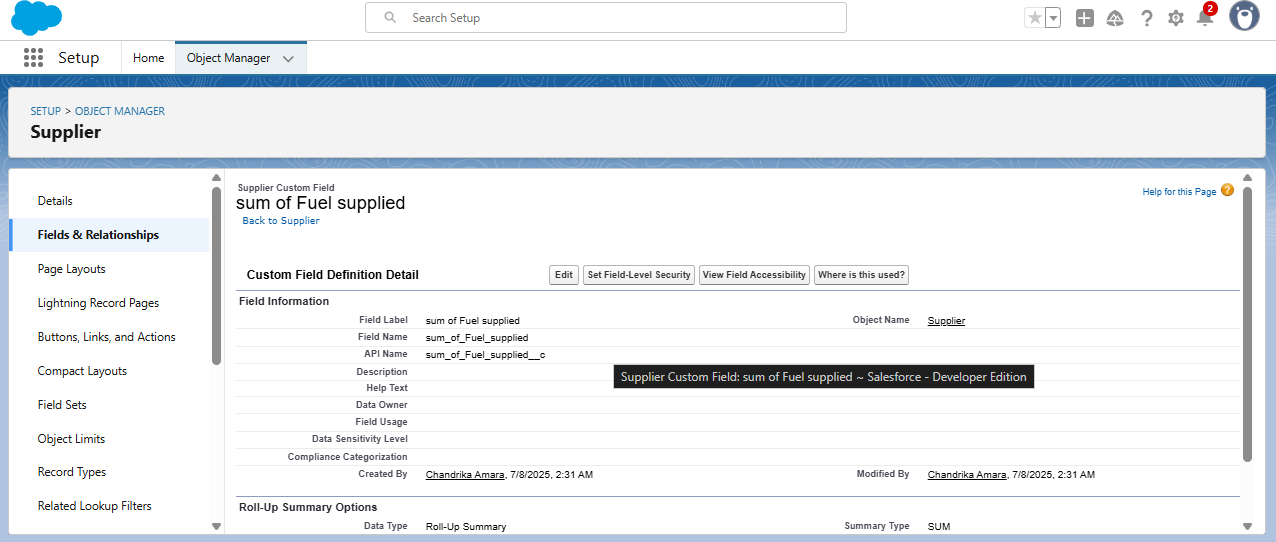 Search Setup
2
Setup Home Object Manager
SETUP > OBJECT MANAGER
Supplier
Details
Fields & Relationships
Page Layouts
Lightning Record Pages
Buttons, Links, and Actions
Compact Layouts
Field Sets
Object Limits
Record Types
Related Lookup Filters
Supplier Custom Field
sum of Fuel supplied
Back to Supplier
Help for this Page ?
Custom Field Definition Detail Edit Set Field-Level Security View Field Accessibility Where is this used?
Field Information
Field Label sum of Fuel supplied Object Name Supplier
Field Name sum_of_Fuel_supplied
API Name sum_of_Fuel_supplied__c
Description
Supplier Custom Field: sum of Fuel supplied ~ Salesforce - Developer Edition
Help Text
Data Owner
Field Usage
Data Sensitivity Level
Compliance Categorization
Created By Chandrika Amara, 7/8/2025, 2:31 AM Modified By Chandrika Amara, 7/8/2025, 2:31 AM
Roll-Up Summary Options
Data Type Roll-Up Summary Summary Type SUM